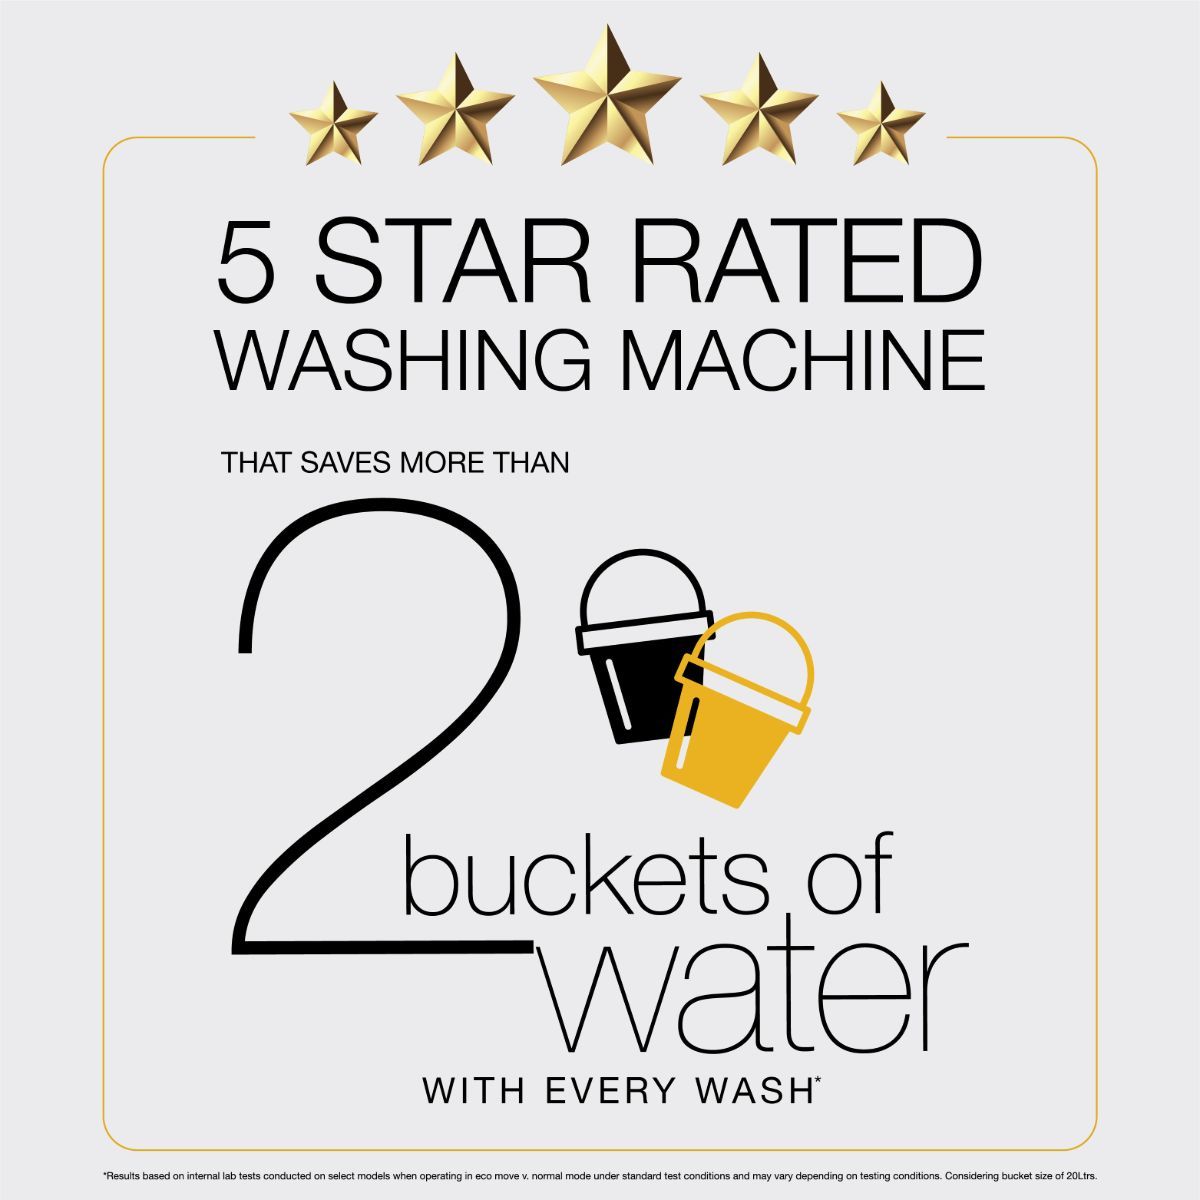 5 STAR RATED
WASHING MACHINE
THAT SAVES MORE THAN
2
buckets of
water
WITH EVERY WASH*
*Results based on internal lab tests conducted on select models when operating in eco move v. normal mode under standard test conditions and may vary depending on testing conditions. Considering bucket size of 20Ltrs.